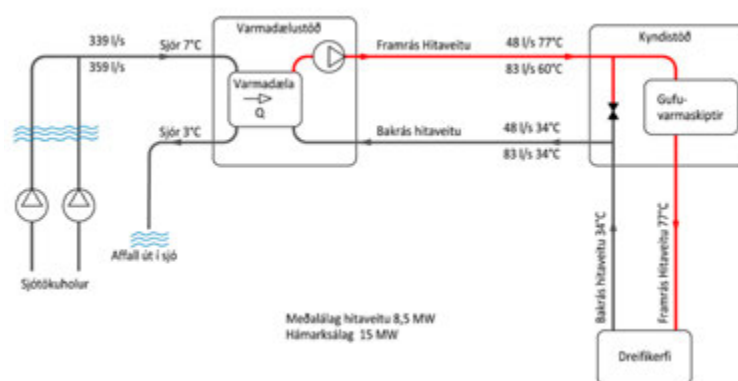 Varmadælustöð
339 l/s
359 l/s
Sjór 7°C
Framrás Hitaveitu
48 l/s 77°C
83 l/s 60°C
Kyndistöð
Varmadæla
Q
Gufu-
varmaskiptir
Sjór 3°C
Bakrás hitaveitu
48 l/s 34°C
83 l/s 34°C
Affall út í sjó
Sjótökuholur
Bakrás hitaveitu 34°C
Framrás Hitaveitu 77°C
Meðalálag hitaveitu 8,5 MW
Hámarksálag 15 MW
Dreifikerfi